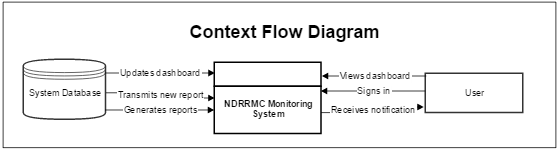 Context Flow Diagram
Updates dashboard
Views dashboard
System Database
Transmits new report
Generates reports
NDRRMC Monitoring
System
Signs in
Receives notification
User